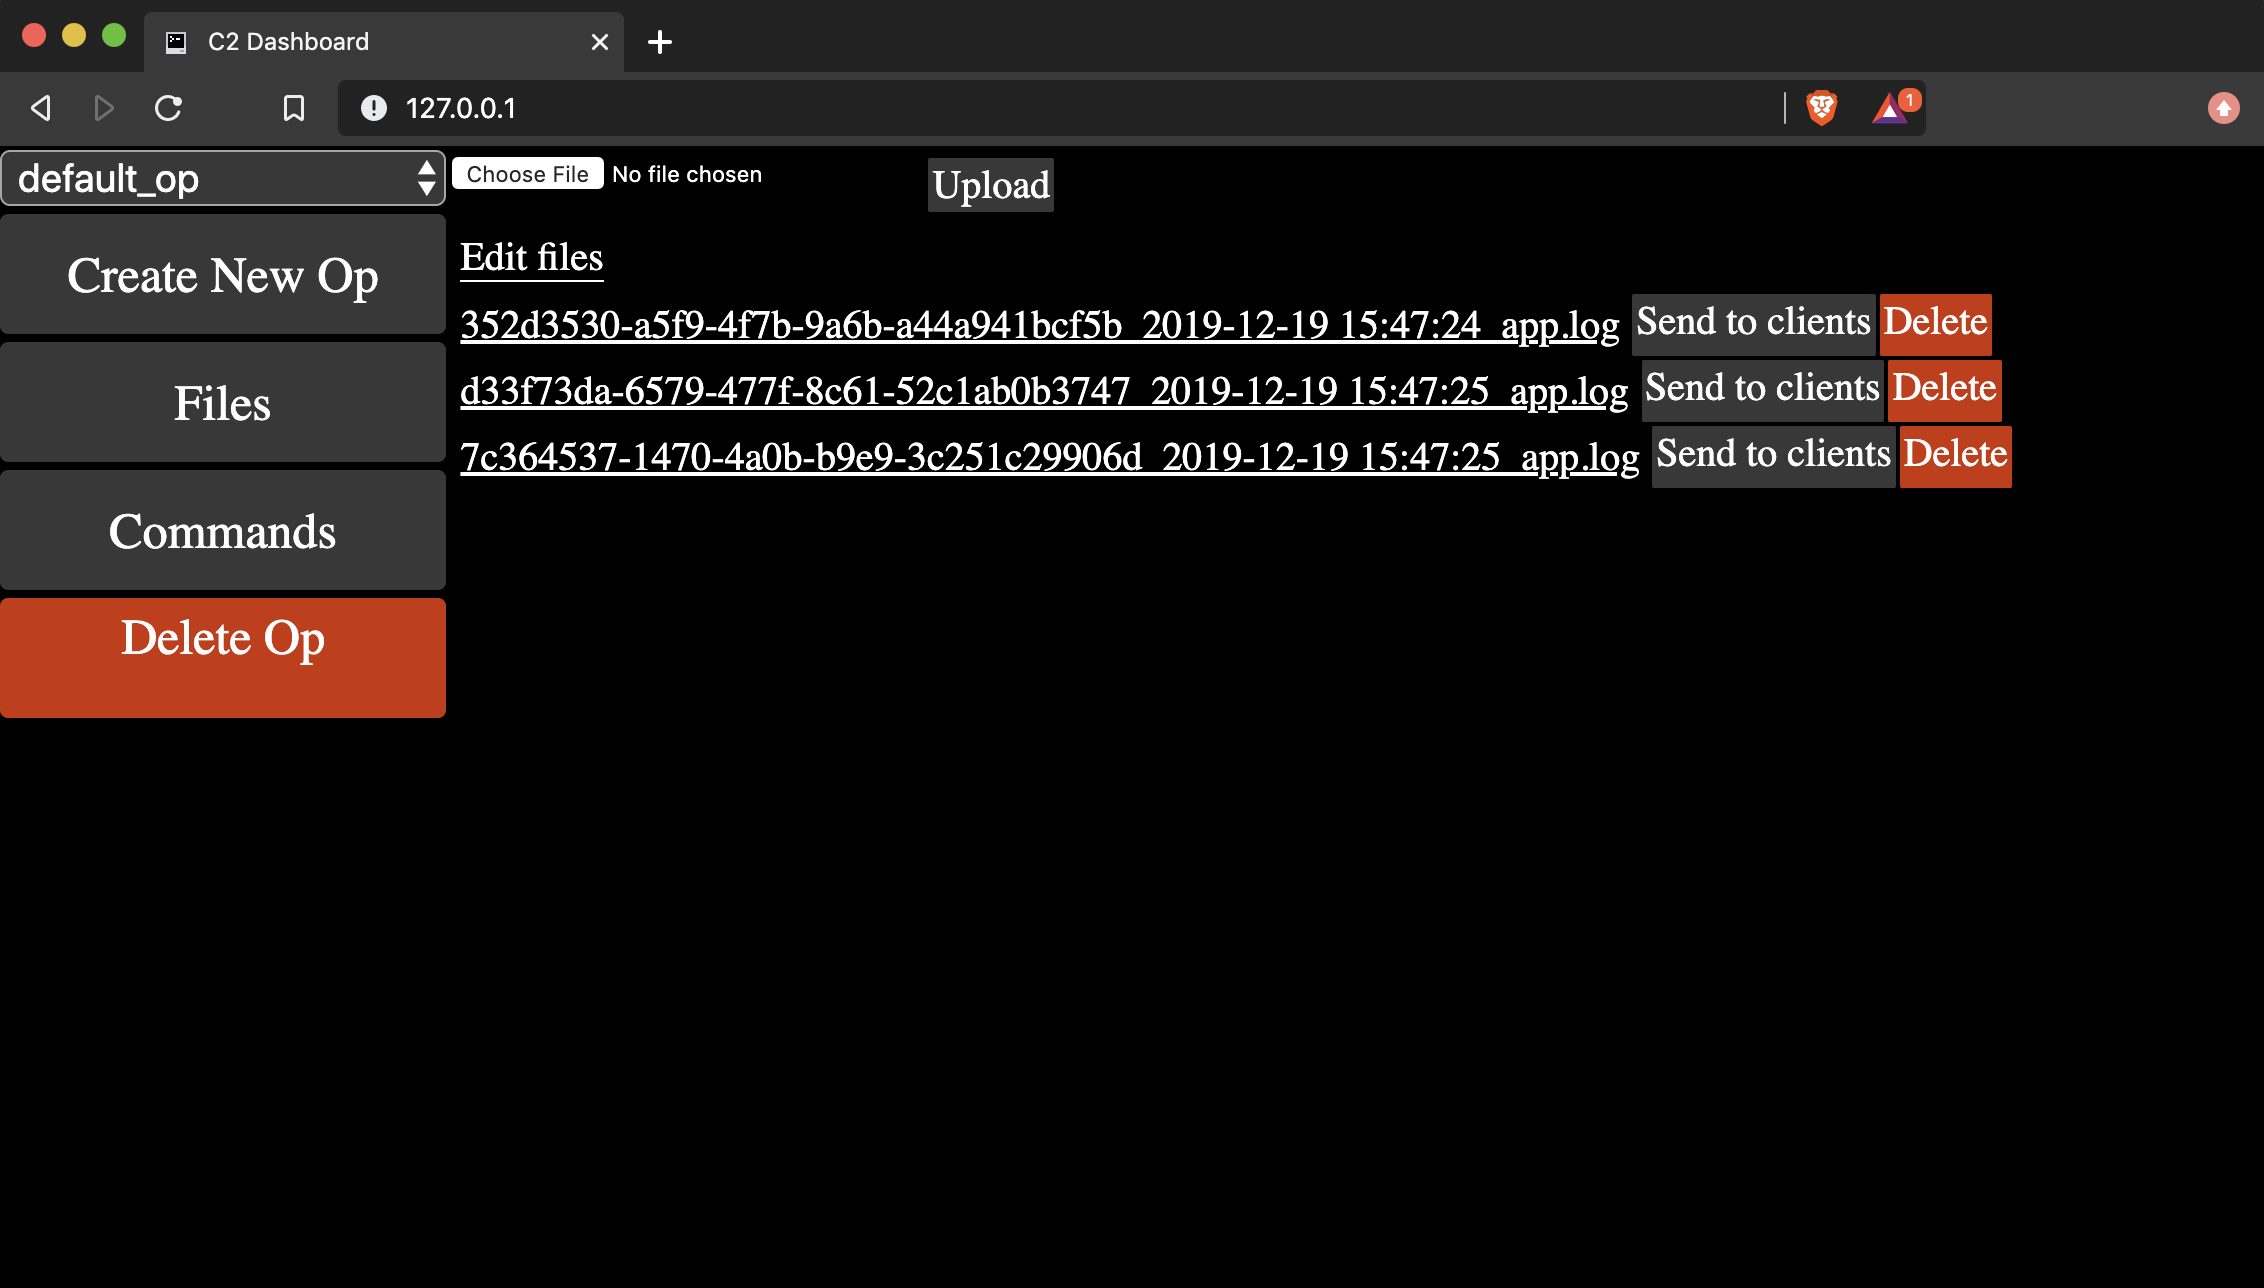 C2 Dashboard
127.0.0.1
1
default_op
Choose File No file chosen
Upload
Create New Op
Files
Commands
Delete Op
Edit files
352d3530-a5f9-4f7b-9a6b-a44a941bcf5b_2019-12-19 15:47:24_app.log Send to clients Delete
d33f73da-6579-477f-8c61-52c1ab0b3747_2019-12-19 15:47:25_app.log Send to clients Delete
7c364537-1470-4a0b-b9e9-3c251c29906d_2019-12-19 15:47:25_app.log Send to clients Delete